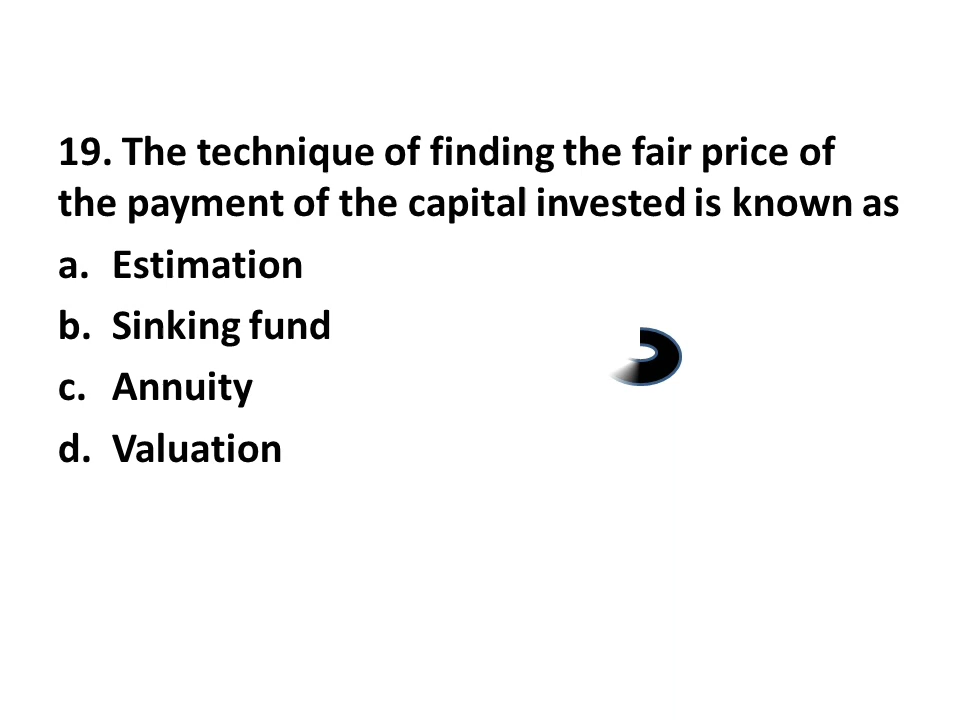 19. The technique of finding the fair price of
the payment of the capital invested is known as
a. Estimation
b. Sinking fund
c. Annuity
d. Valuation